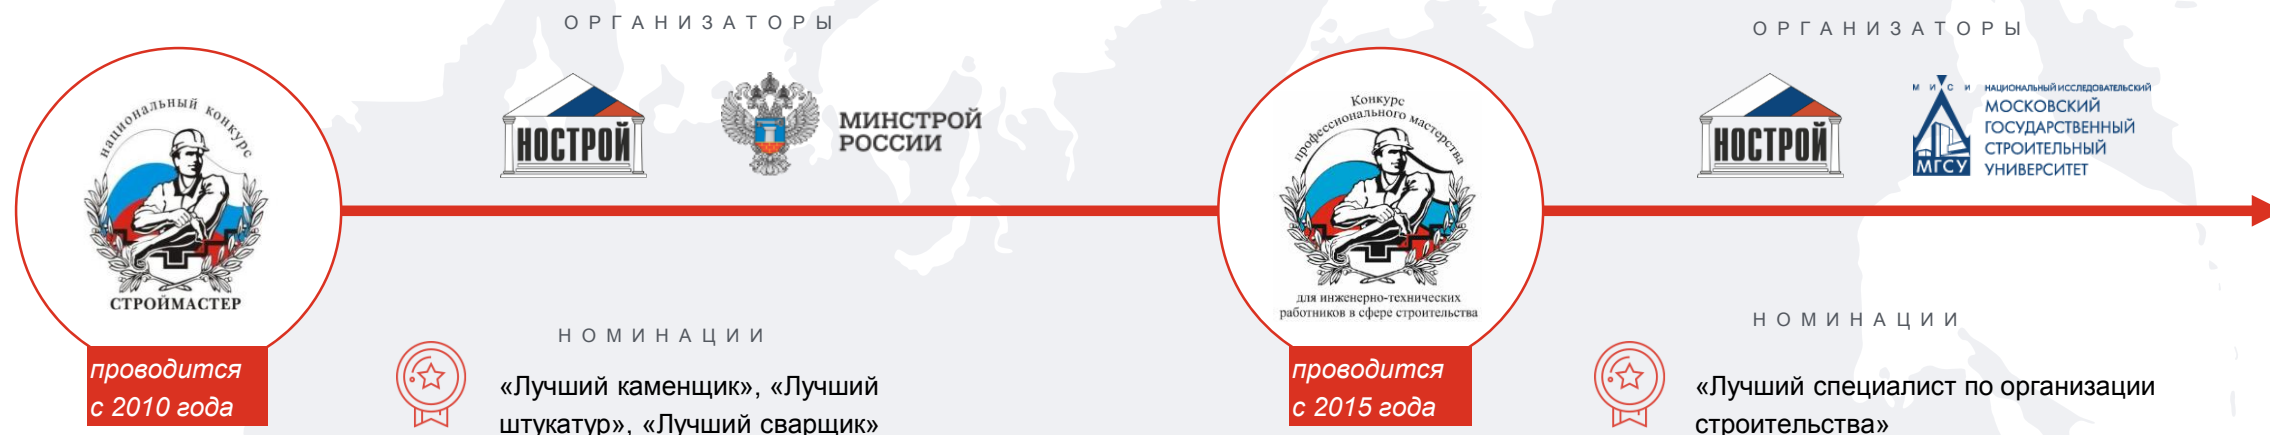 ОРГАНИЗАТОРЫ
национальный конкурс
СТРОЙМАСТЕР
проводится
с 2010 года
НОСТРОЙ
МИНСТРОЙ
РОССИИ
НОМИНАЦИИ
«Лучший каменщик», «Лучший
штукатур», «Лучший сварщик»
Конкурс
профессионального мастерства
для инженерно-технических
работников в сфере строительства
проводится
с 2015 года
ОРГАНИЗАТОРЫ
НОСТРОЙ
МИСИ
МГСУ
НАЦИОНАЛЬНЫЙ ИССЛЕДОВАТЕЛЬСКИЙ
МОСКОВСКИЙ
ГОСУДАРСТВЕННЫЙ
СТРОИТЕЛЬНЫЙ
УНИВЕРСИТЕТ
НОМИНАЦИИ
«Лучший специалист по организации
строительства»